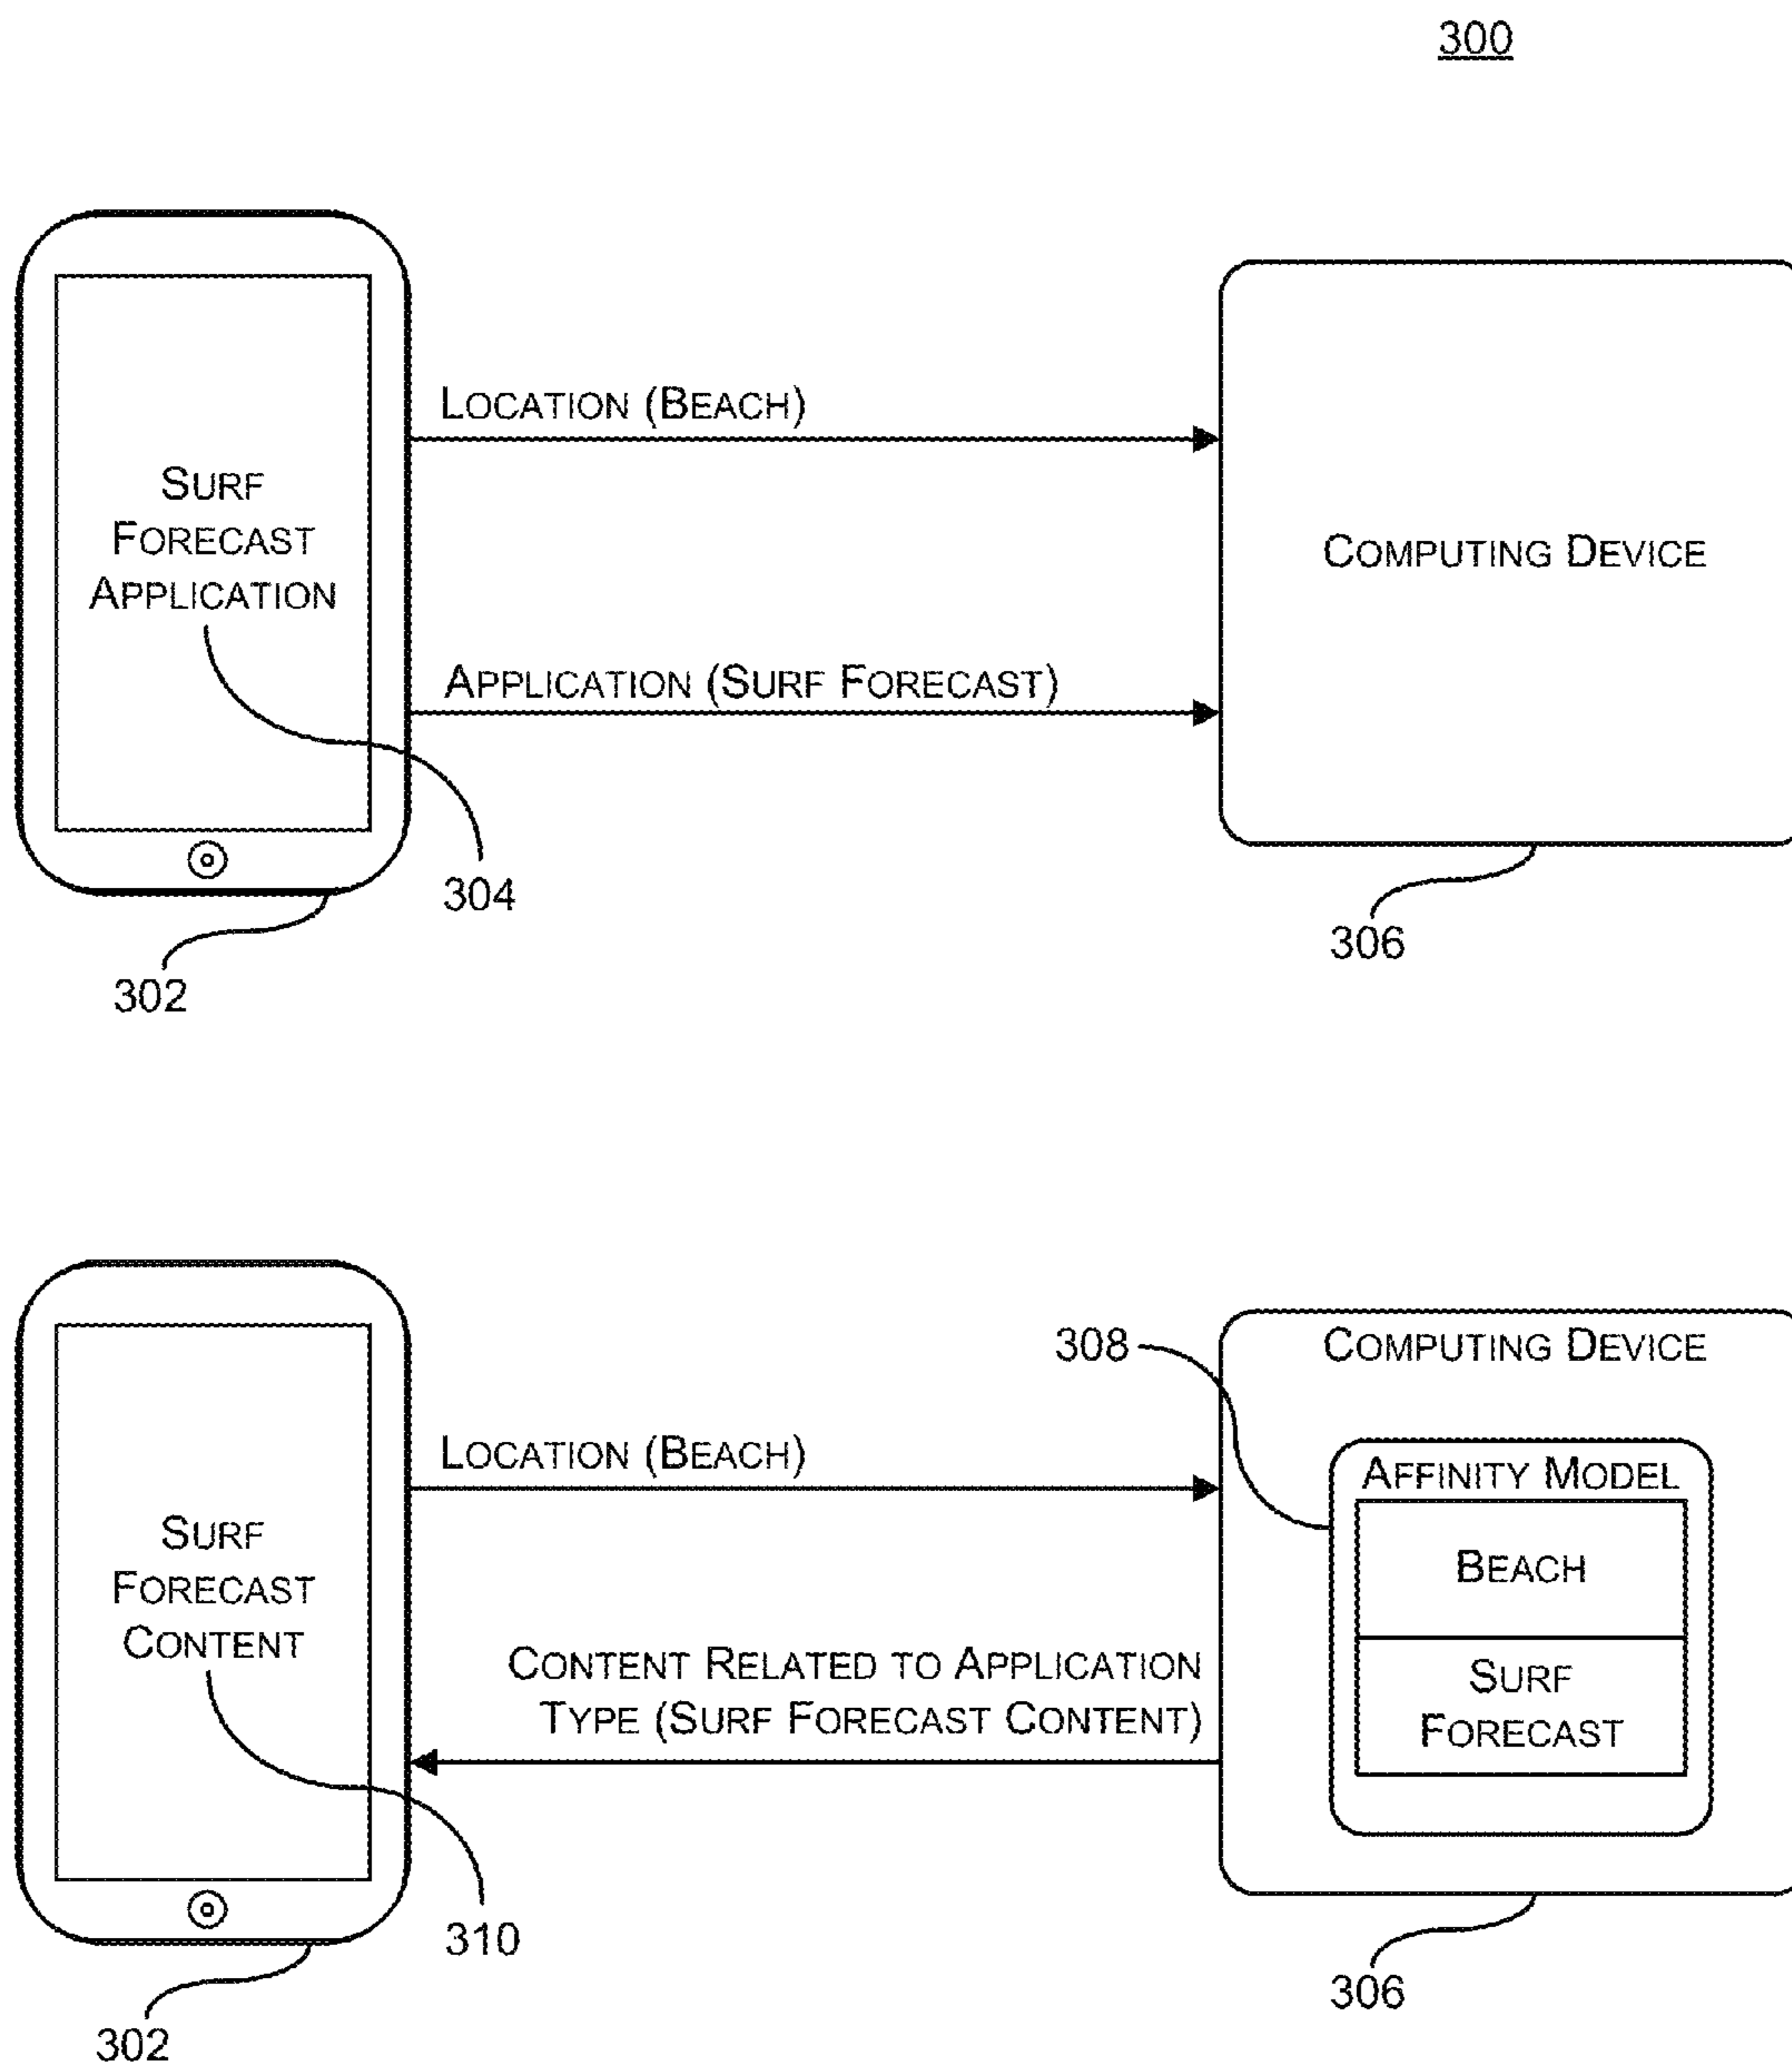 300
SURF
FORECAST
APPLICATION
LOCATION (BEACH)
APPLICATION (SURF FORECAST)
COMPUTING DEVICE
304
302
306
308
COMPUTING DEVICE
AFFINITY MODEL
BEACH
SURF
FORECAST
LOCATION (BEACH)
SURF
FORECAST
CONTENT
CONTENT RELATED TO APPLICATION
TYPE (SURF FORECAST CONTENT)
310
302
306